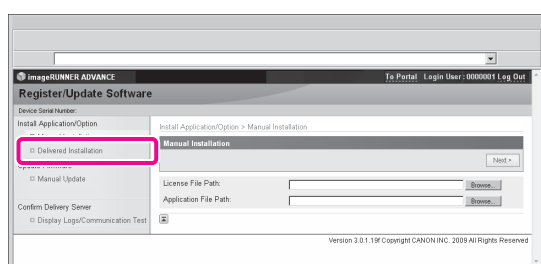 imageRUNNER ADVANCE
To Portal Login User : 0000001 Log Out
Register/Update Software
Device Serial Number:
Install Application/Option
Delivered Installation
Manual Update
Confirm Delivery Server
Display Logs/Communication Test
Install Application/Option > Manual Installation
Manual Installation
Next >
License File Path: Browse...
Application File Path: Browse...
Version 3.0.1.19f Copyright CANON INC. 2009 All Rights Reserved